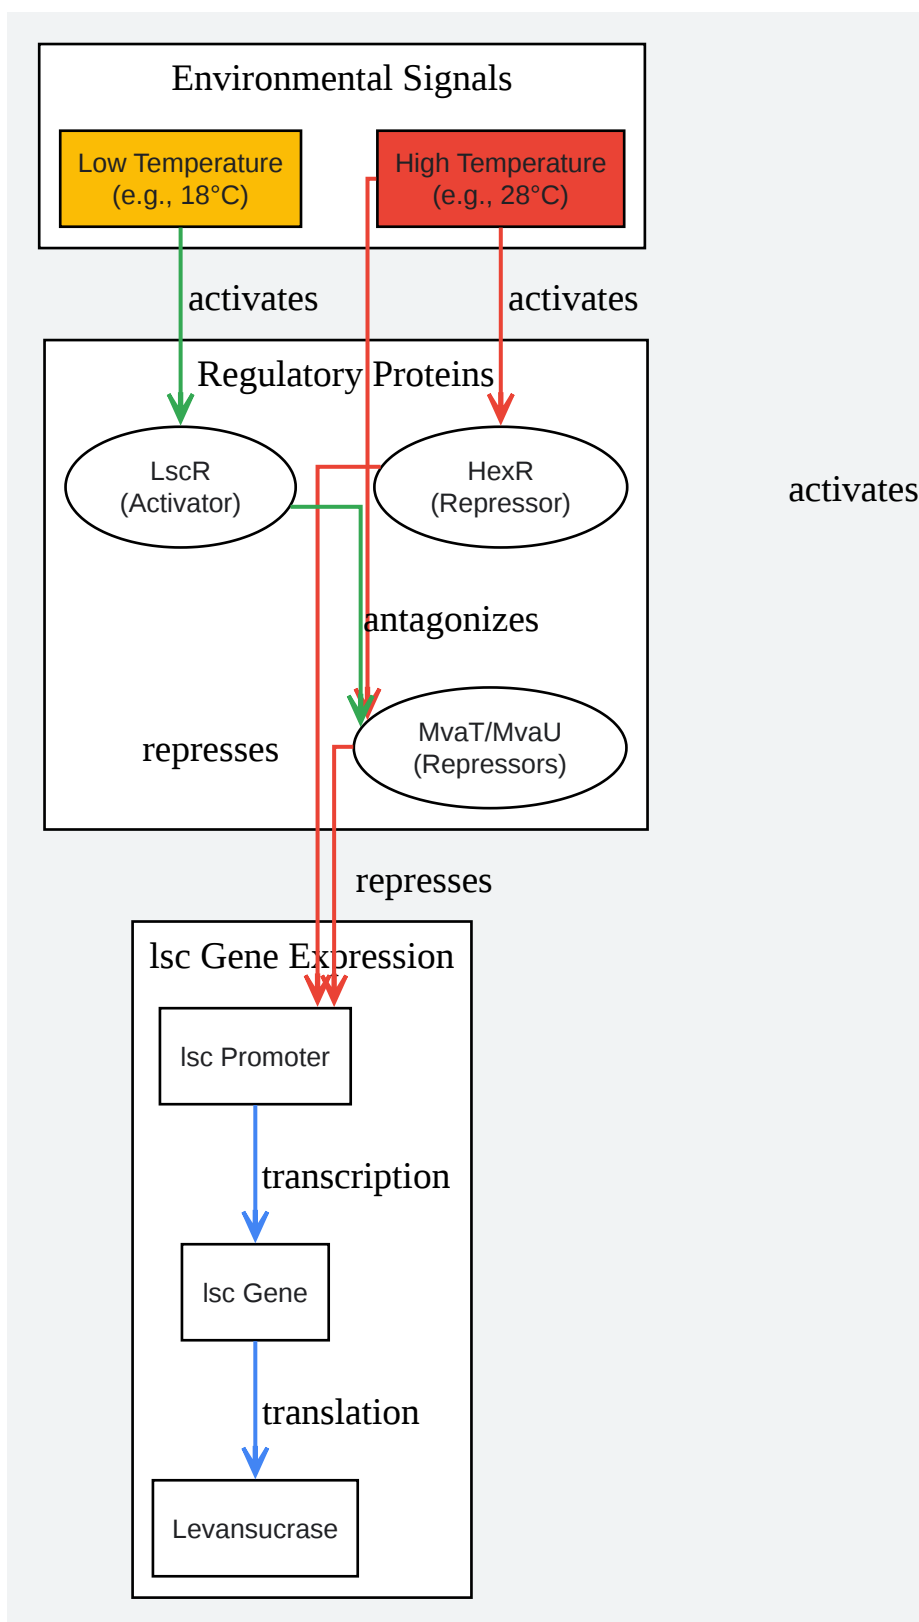 Environmental Signals
Low Temperature
(e.g., 18°C)
High Temperature
(e.g., 28°C)
activates
activates
Regulatory Proteins
LscR
(Activator)
HexR
(Repressor)
activates
antagonizes
MvaT/MvaU
(Repressors)
represses
represses
lsc Gene Expression
lsc Promoter
transcription
lsc Gene
translation
Levansucrase